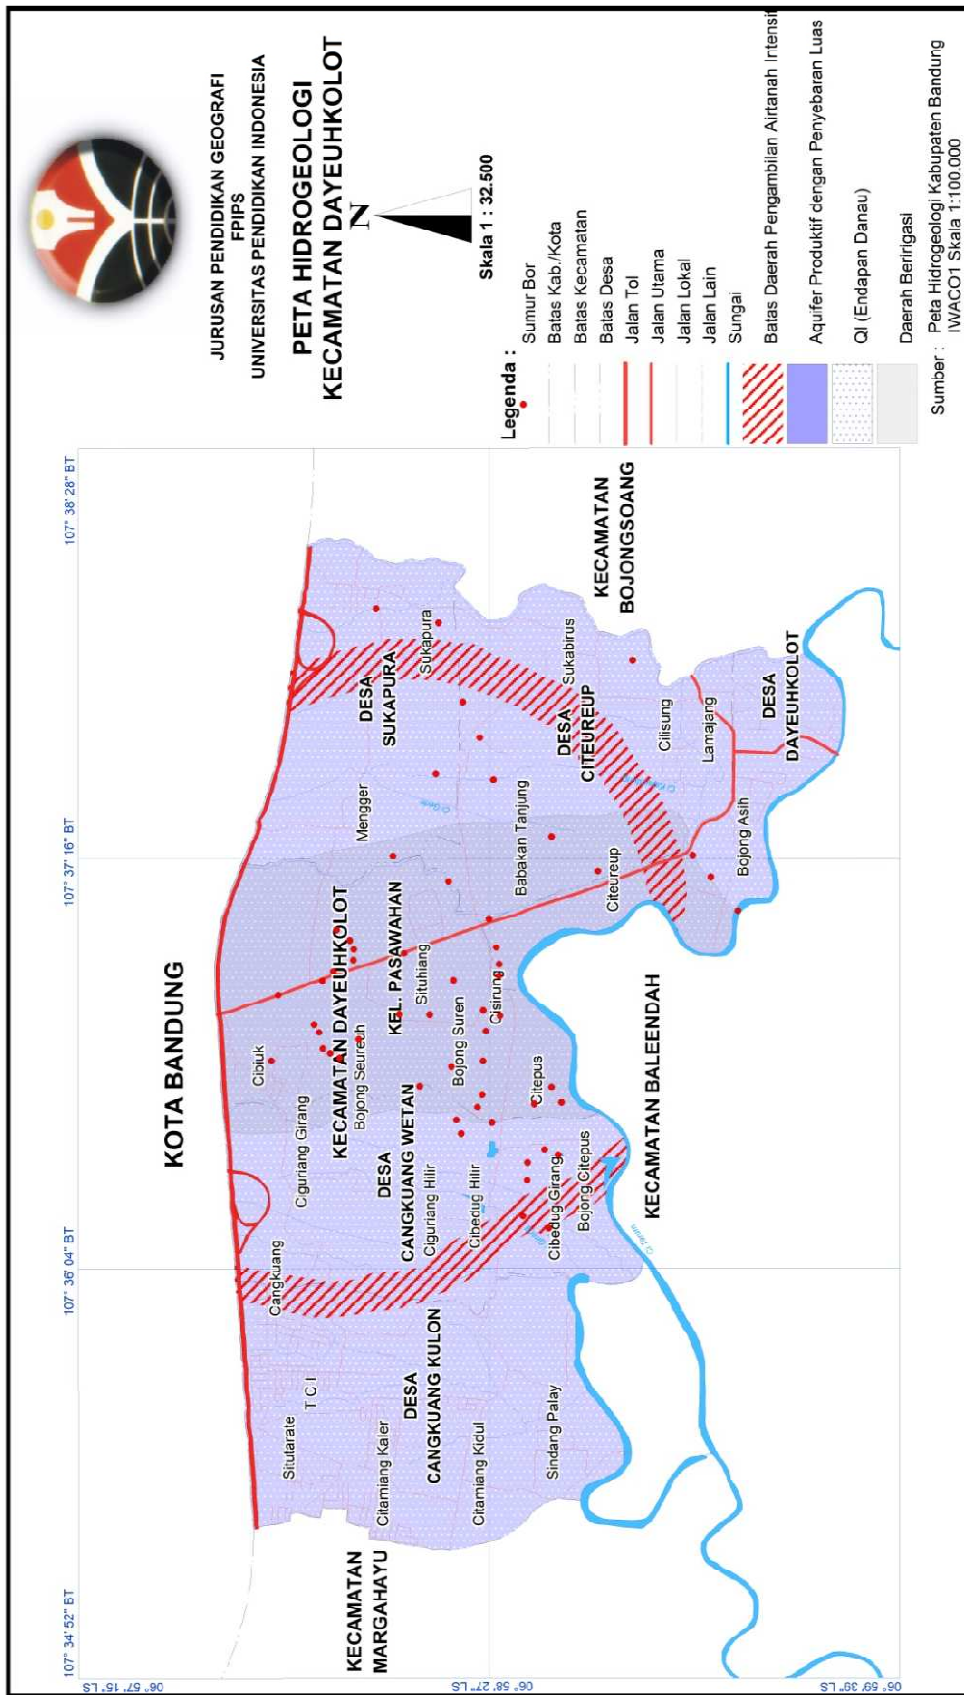 JURUSAN PENDIDIKAN GEOGRAFI
FPIPS
UNIVERSITAS PENDIDIKAN INDONESIA
PETA HIDROGEOLOGI
KECAMATAN DAYEUHKOLOT
N
Skala 1 : 32.500
Legenda :
Sumur Bor
Batas Kab./Kota
Batas Kecamatan
Batas Desa
Jalan Tol
Jalan Utama
Jalan Lokal
Jalan Lain
Sungai
Batas Daerah Pengambilan Airtanah Intensif
Aquifer Produktif dengan Penyebaran Luas
Ql (Endapan Danau)
Daerah Beririgasi
Sumber : Peta Hidrogeologi Kabupaten Bandung
IWACO1 Skala 1:100.000
107° 34' 52" BT
107° 36' 04" BT
107° 37' 16" BT
107° 38' 28" BT
06° 57' 15" LS
06° 58' 27" LS
06° 59' 39" LS
KOTA BANDUNG
KECAMATAN
MARGAHAYU
KECAMATAN BALEENDAH
KECAMATAN
BOJONGSOANG
KECAMATAN DAYEUHKOLOT
KEL. PASAWAHAN
DESA
CANGKUANG KULON
DESA
CANGKUANG WETAN
DESA
SUKAPURA
DESA
CITEUREUP
DESA
DAYEUHKOLOT
Situtarate
T C I
Citamiang Kaler
Citamiang Kidul
Sindang Palay
Cangkuang
Ciguriang Girang
Cibiuk
Bojong Seureuh
Ciguriang Hilir
Cibedug Hilir
Cibedug Girang
Bojong Citepus
Citepus
Bojong Suren
Situhiang
Cisirung
Mengger
Babakan Tanjung
Citeureup
Sukapura
Sukabirus
Cilisung
Lamajang
Bojong Asih